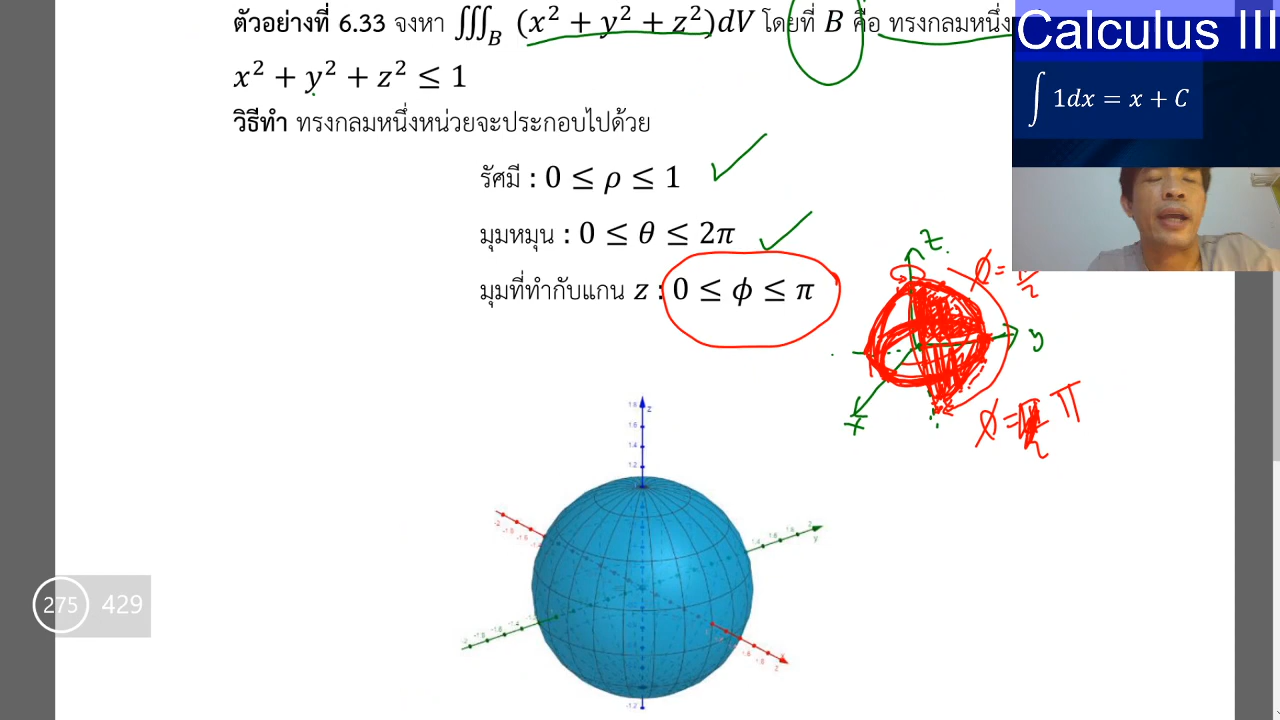 ตัวอย่างที่ 6.33 จงหา ∭_B (x² + y² + z²)dV โดยที่ B คือ ทรงกลมหนึ่ง
x² + y² + z² ≤ 1
วิธีทำ ทรงกลมหนึ่งหน่วยจะประกอบไปด้วย
รัศมี : 0 ≤ ρ ≤ 1
มุมหมุน : 0 ≤ θ ≤ 2π
มุมที่ทำกับแกน z : 0 ≤ ϕ ≤ π
Calculus III
∫ 1dx = x + C
z
ϕ =
y
x
ϕ = π
z
y
x
275 429